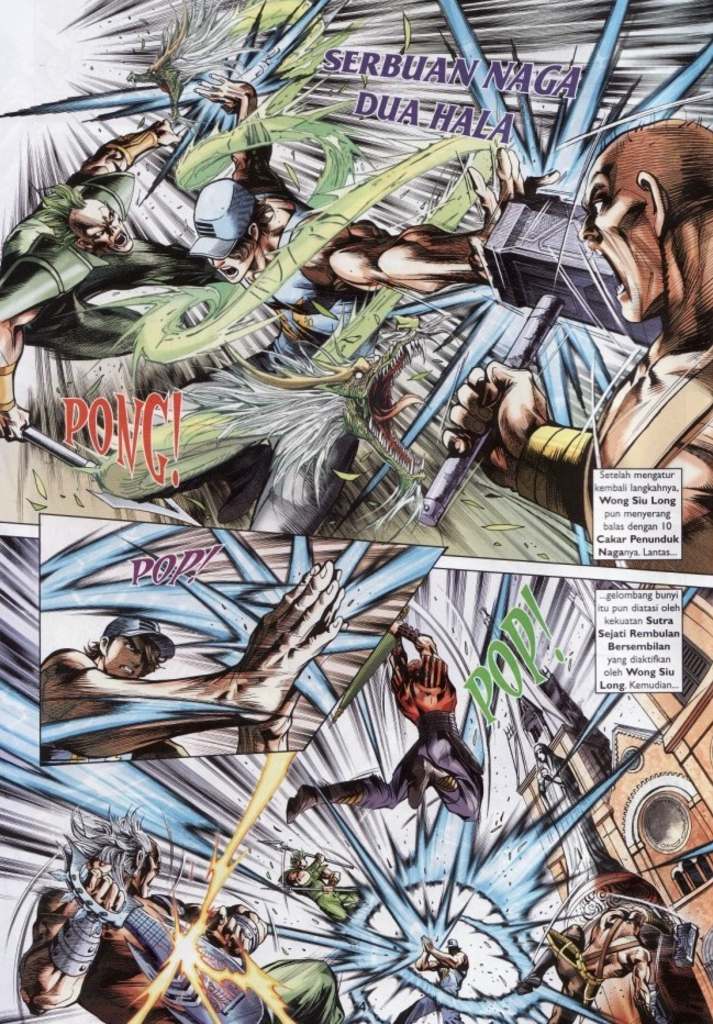 SERBUAN NAGA
DUA HALA
PONG!
Setelah mengatur
kembali langkahnya,
Wong Siu Long
pun menyerang
balas dengan 10
Cakar Penunduk
Naganya. Lantas...
POP!
...gelombang bunyi
itu pun diatasi oleh
kekuatan Sutra
Sejati Rembulan
Bersembilan
yang diaktifkan
oleh Wong Siu
Long. Kemudian...
POP!